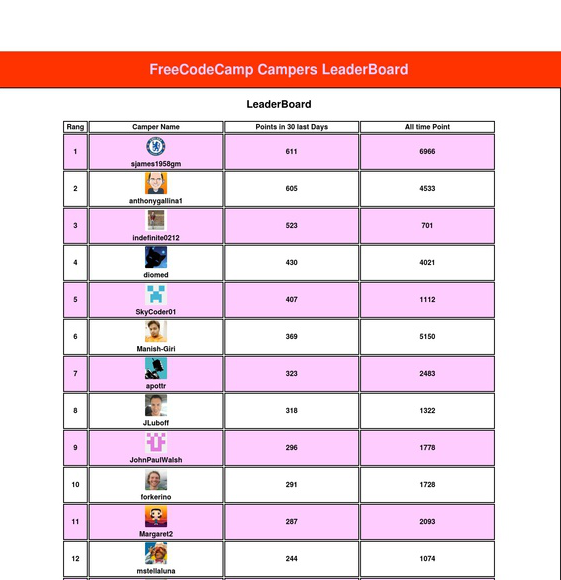 FreeCodeCamp Campers LeaderBoard
LeaderBoard
Rang Camper Name Points in 30 last Days All time Point
1 sjames1958gm 611 6966
2 anthonygallina1 605 4533
3 indefinite0212 523 701
4 diomed 430 4021
5 SkyCoder01 407 1112
6 Manish-Giri 369 5150
7 apottr 323 2483
8 JLuboff 318 1322
9 JohnPaulWalsh 296 1778
10 forkerino 291 1728
11 Margaret2 287 2093
12 mstellaluna 244 1074